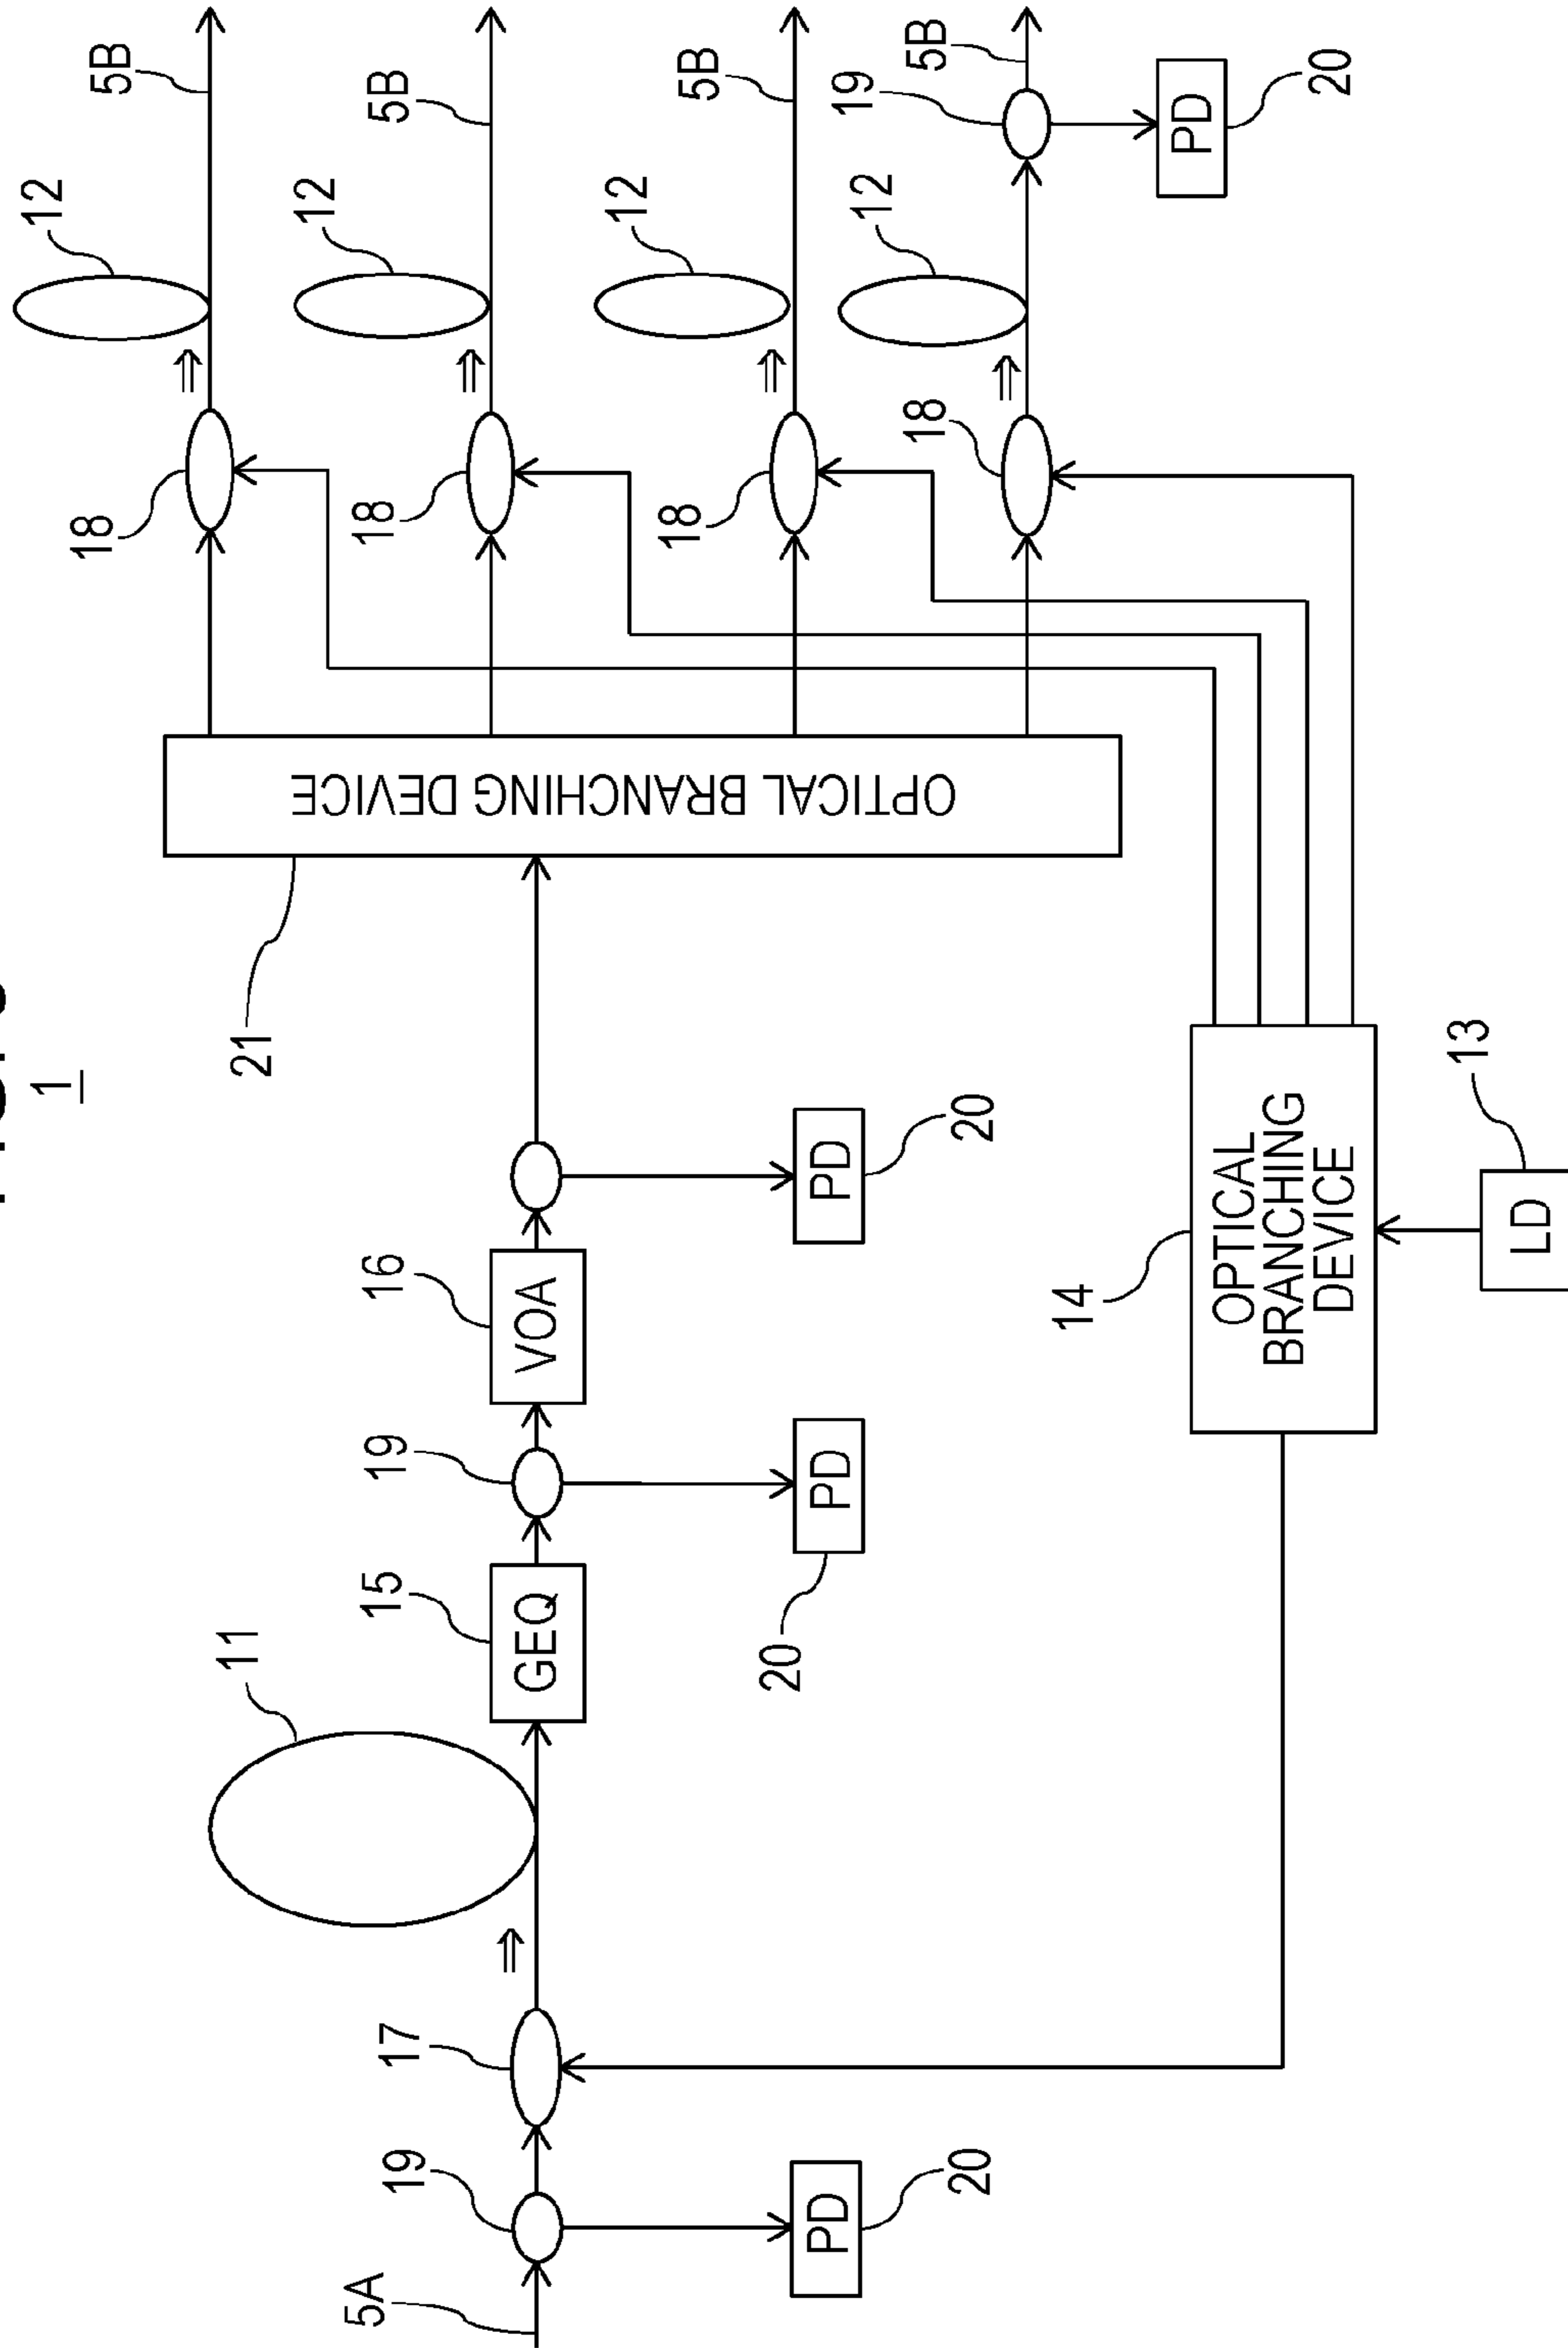 1
12
18
5B
11
21
12
5A
19
17
15
19
16
18
5B
GEQ
VOA
OPTICAL BRANCHING DEVICE
12
18
5B
20
PD
PD
PD
12
19
18
5B
20
20
14
PD
OPTICAL
BRANCHING
DEVICE
20
13
LD